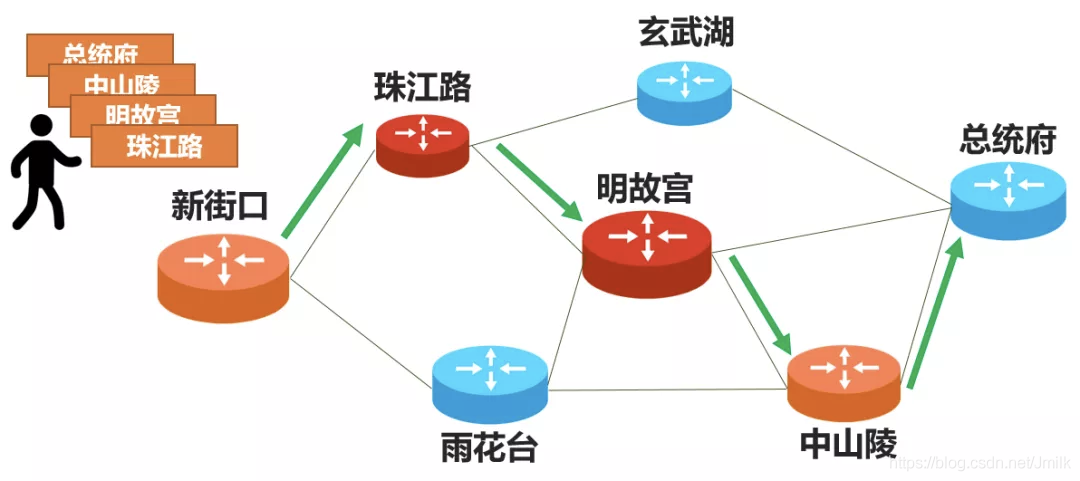 总统府
中山陵
明故宫
珠江路
新街口
珠江路
玄武湖
明故宫
总统府
雨花台
中山陵
https://blog.csdn.net/Jmilk